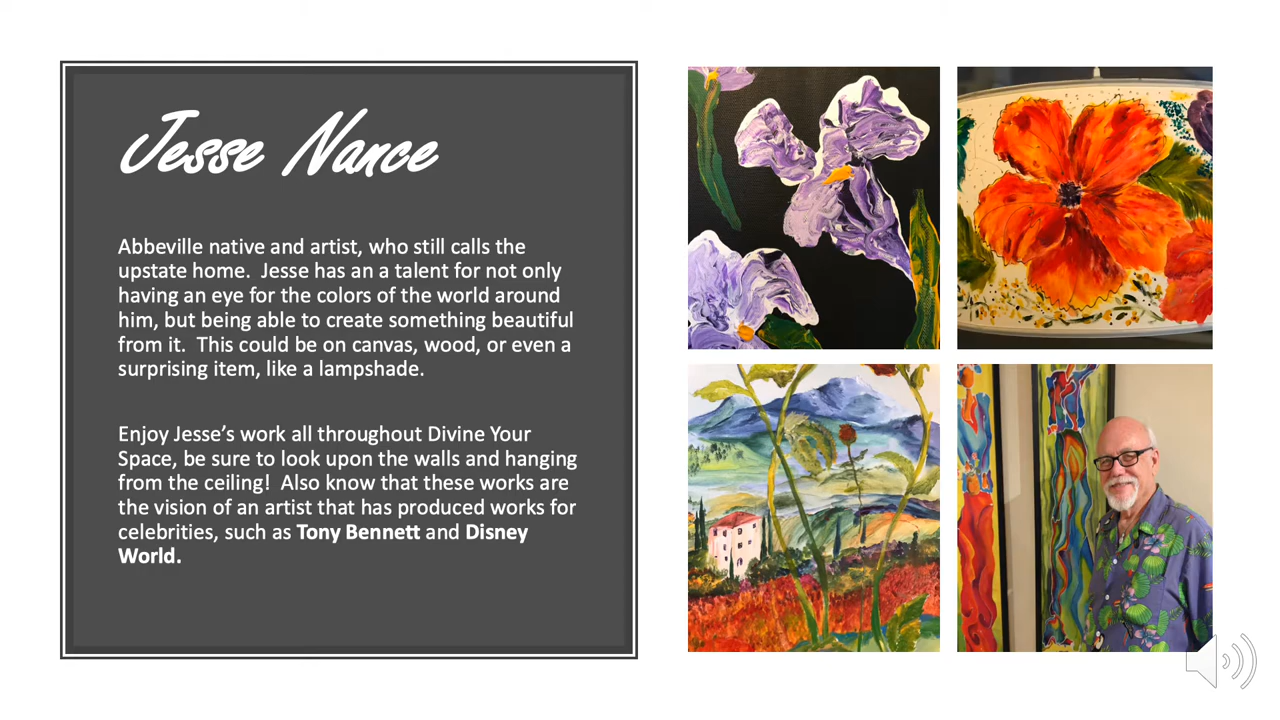 Jesse Nance
Abbeville native and artist, who still calls the
upstate home.  Jesse has an a talent for not only
having an eye for the colors of the world around
him, but being able to create something beautiful
from it.  This could be on canvas, wood, or even a
surprising item, like a lampshade.
Enjoy Jesse’s work all throughout Divine Your
Space, be sure to look upon the walls and hanging
from the ceiling!  Also know that these works are
the vision of an artist that has produced works for
celebrities, such as Tony Bennett and Disney
World.